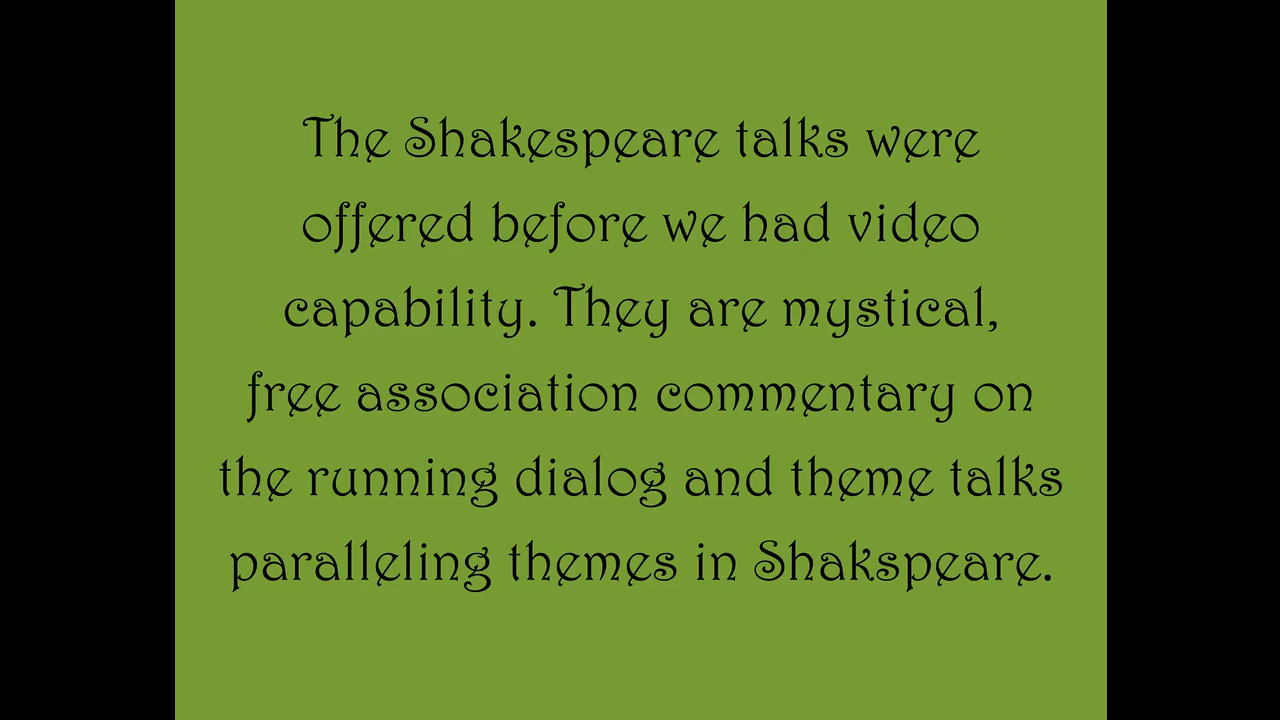 The Shakespeare talks were
offered before we had video
capability. They are mystical,
free association commentary on
the running dialog and theme talks
paralleling themes in Shakspeare.